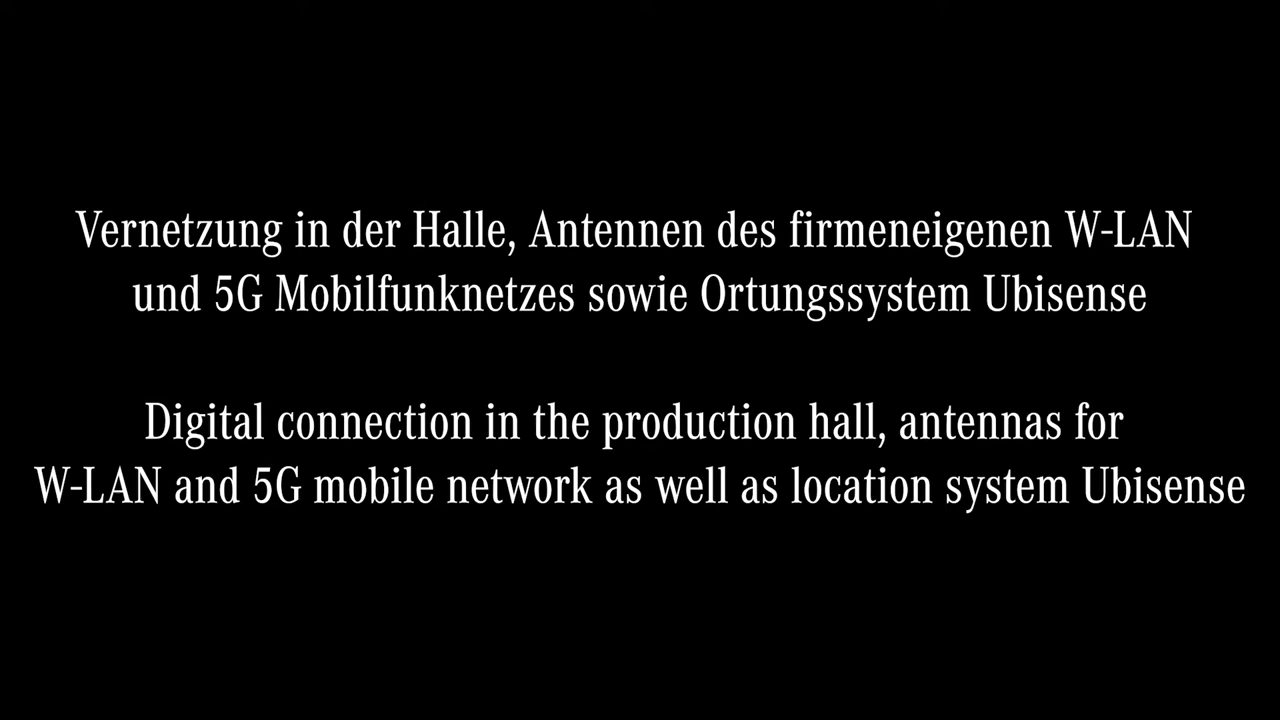 Vernetzung in der Halle, Antennen des firmeneigenen W-LAN
und 5G Mobilfunknetzes sowie Ortungssystem Ubisense
Digital connection in the production hall, antennas for
W-LAN and 5G mobile network as well as location system Ubisense